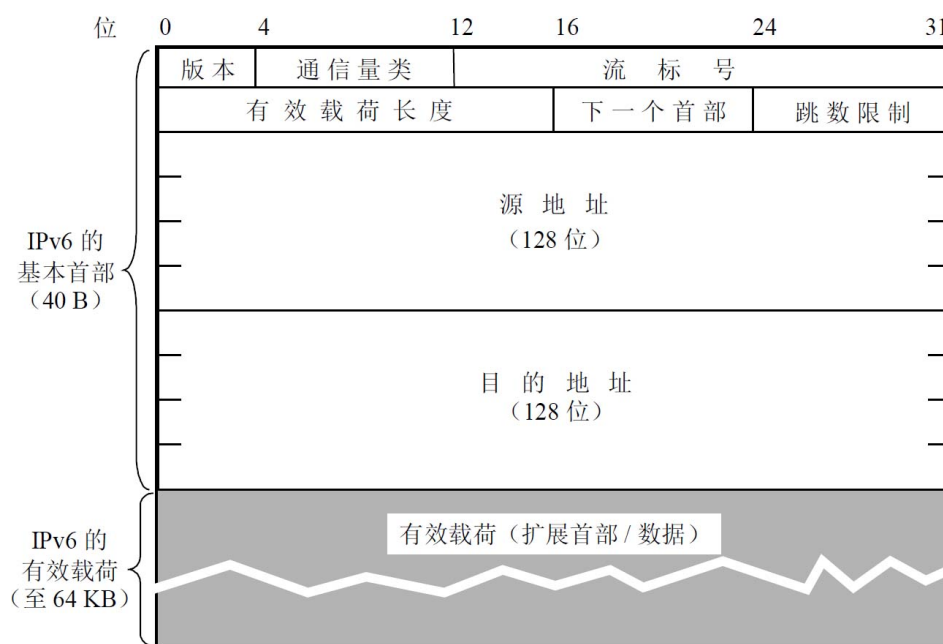 位 0 4 12 16 24 31
版本 通信量类 流标号
有效载荷长度 下一个首部 跳数限制
源地址
（128 位）
IPv6 的
基本首部
（40 B）
目的地址
（128 位）
有效载荷（扩展首部 / 数据）
IPv6 的
有效载荷
（至 64 KB）